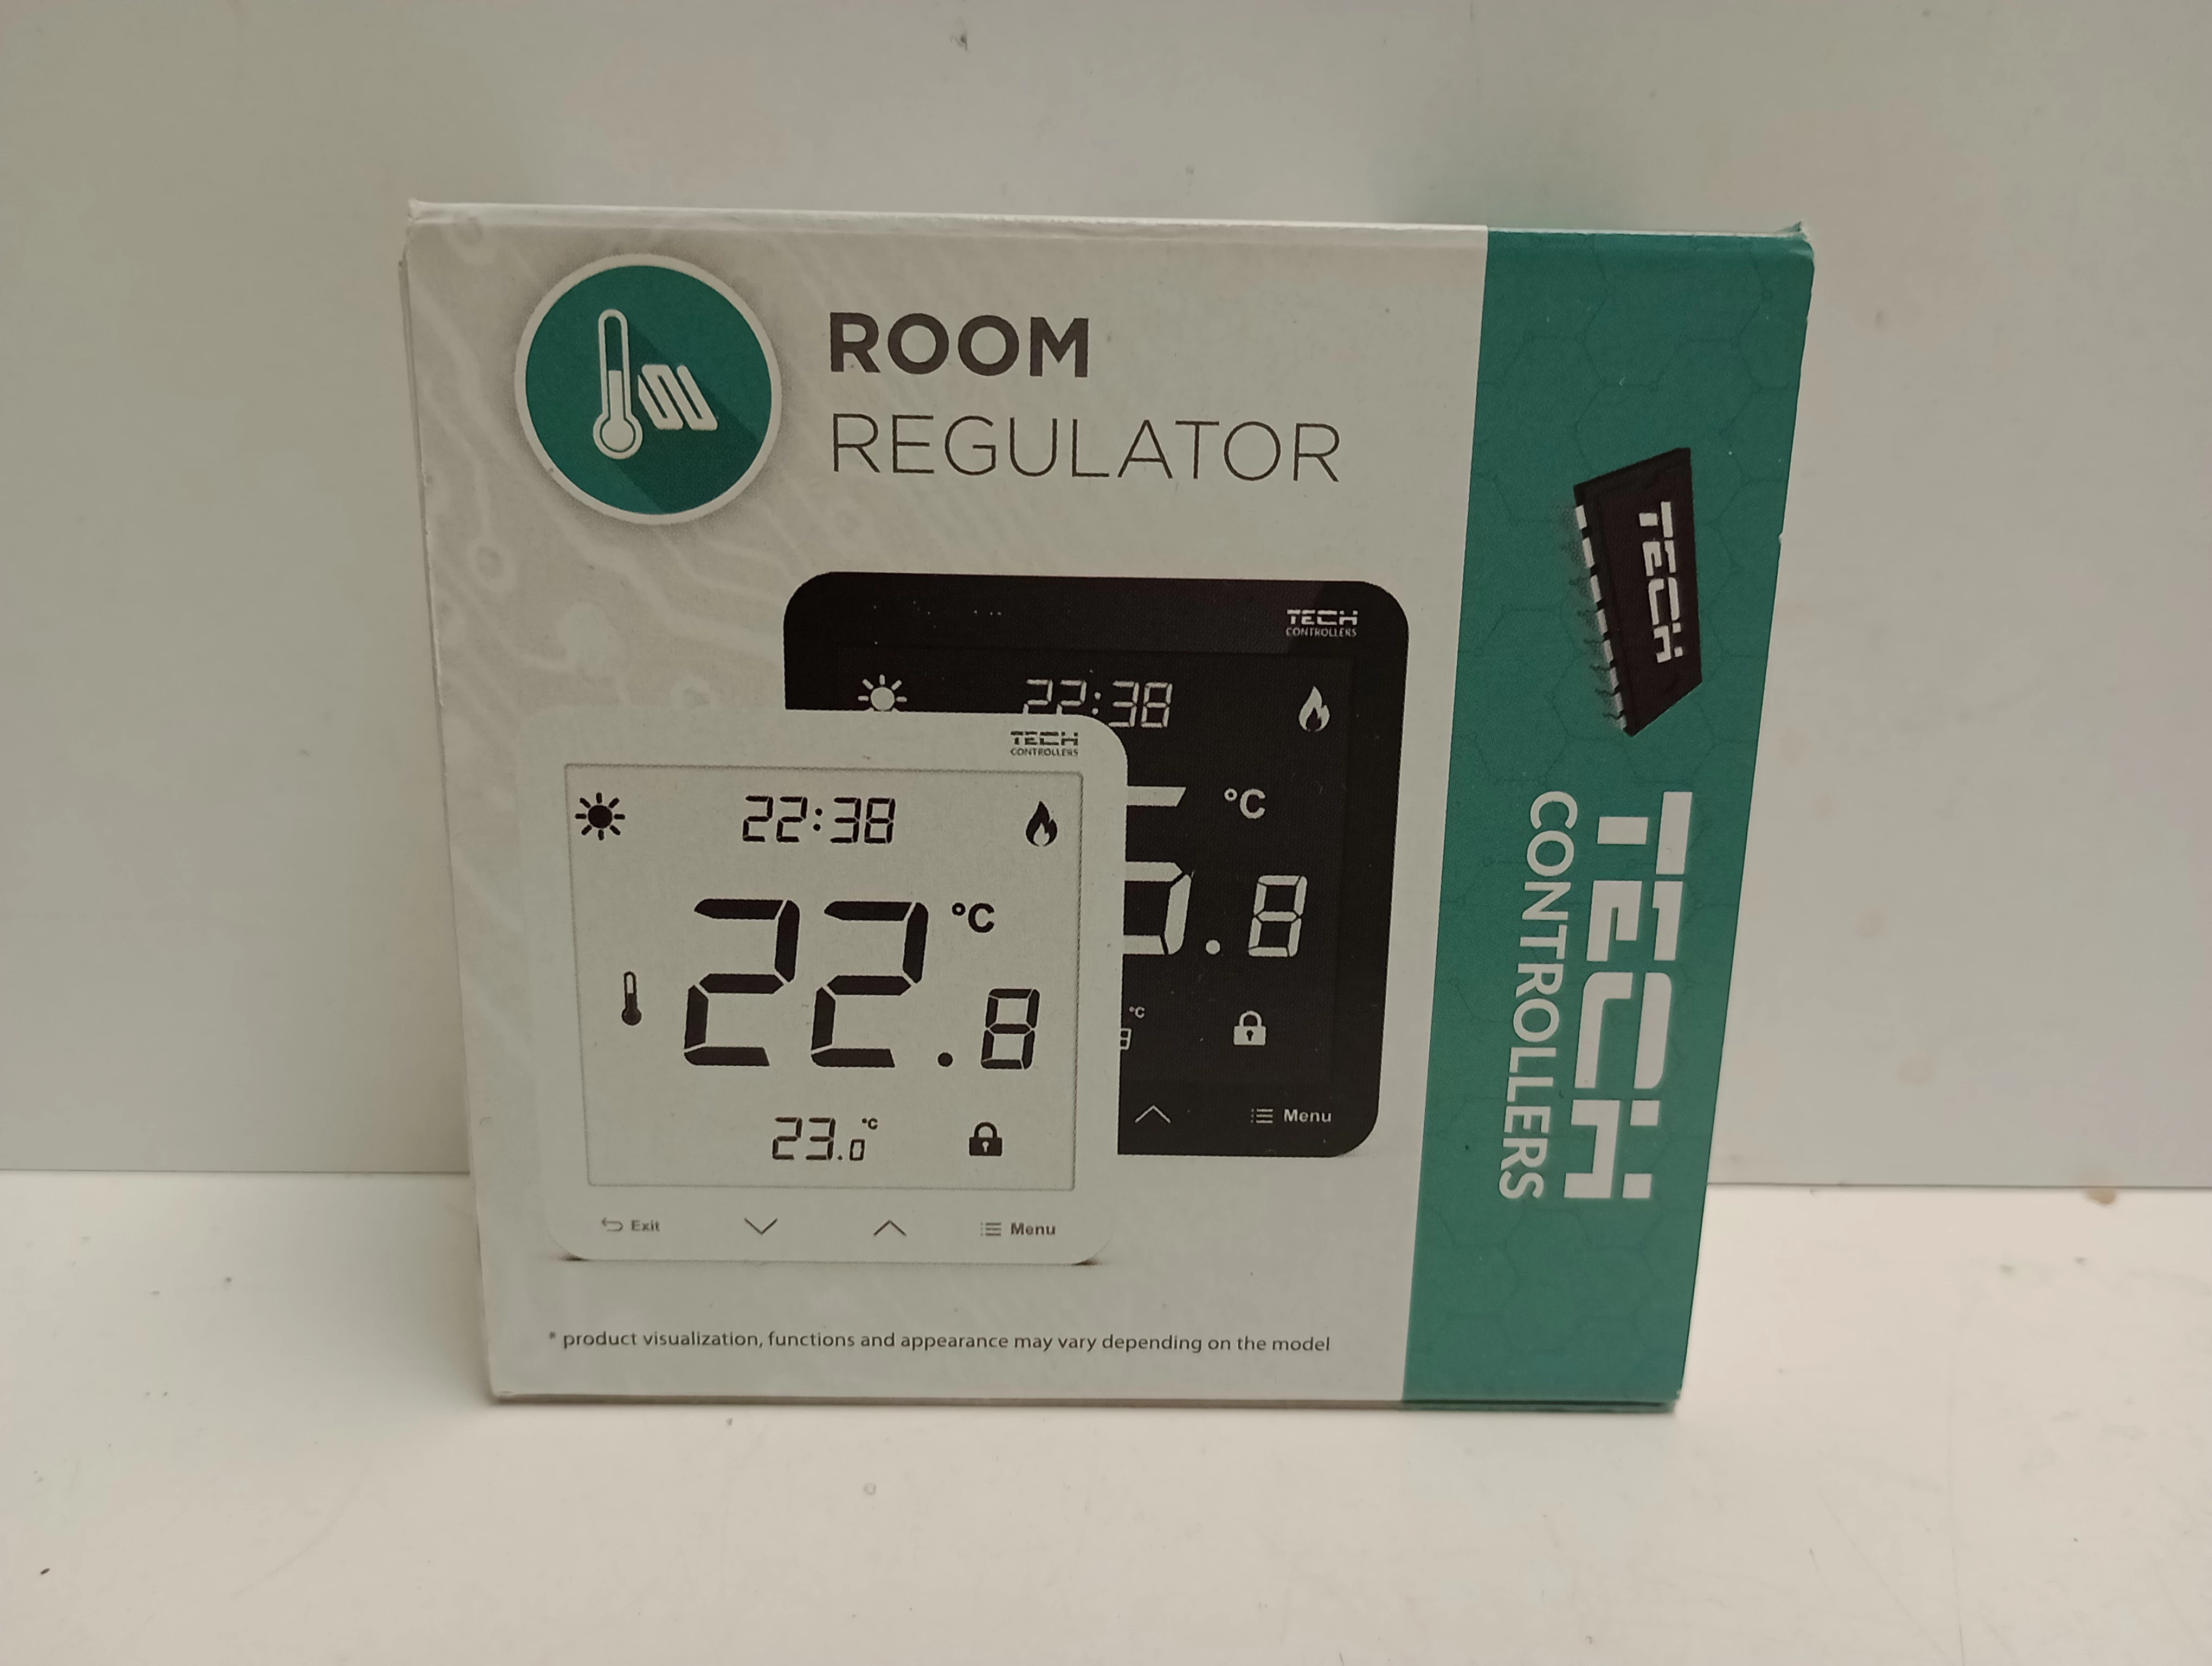 ROOM
REGULATOR
TECH
CONTROLLERS
22:38
°C
.8
°C
Menu
TECH
CONTROLLERS
22:38
22.8 °C
23.0 °C
Exit
Menu
* product visualization, functions and appearance may vary depending on the model
TECH
TECH
CONTROLLERS